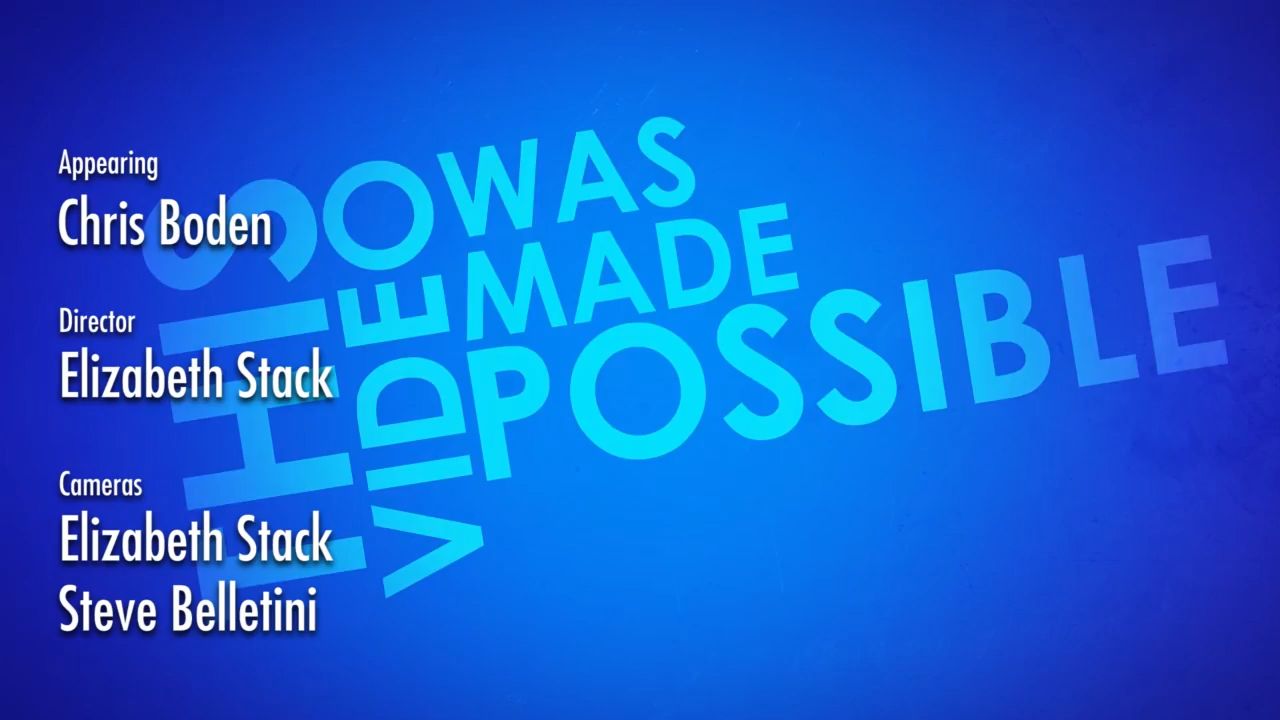 Appearing
Chris Boden
Director
Elizabeth Stack
Cameras
Elizabeth Stack
Steve Belletini
THIS
VIDEO
WAS
MADE
POSSIBLE